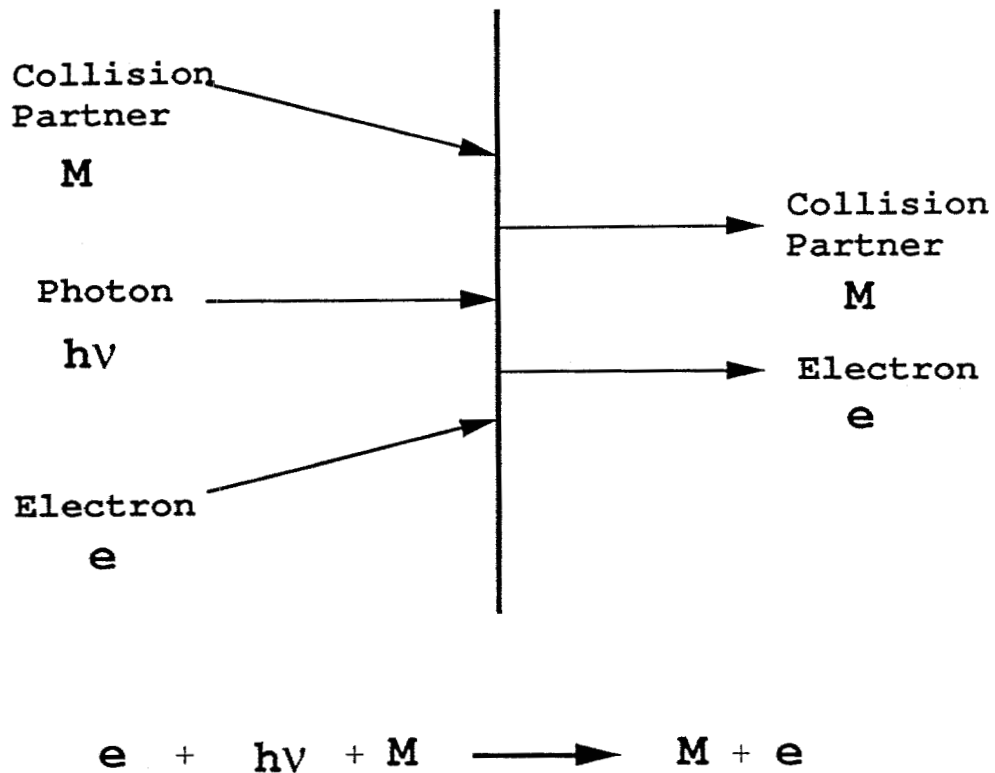 Collision
Partner
M
Photon
hν
Electron
e
Collision
Partner
M
Electron
e
e + hν + M → M + e